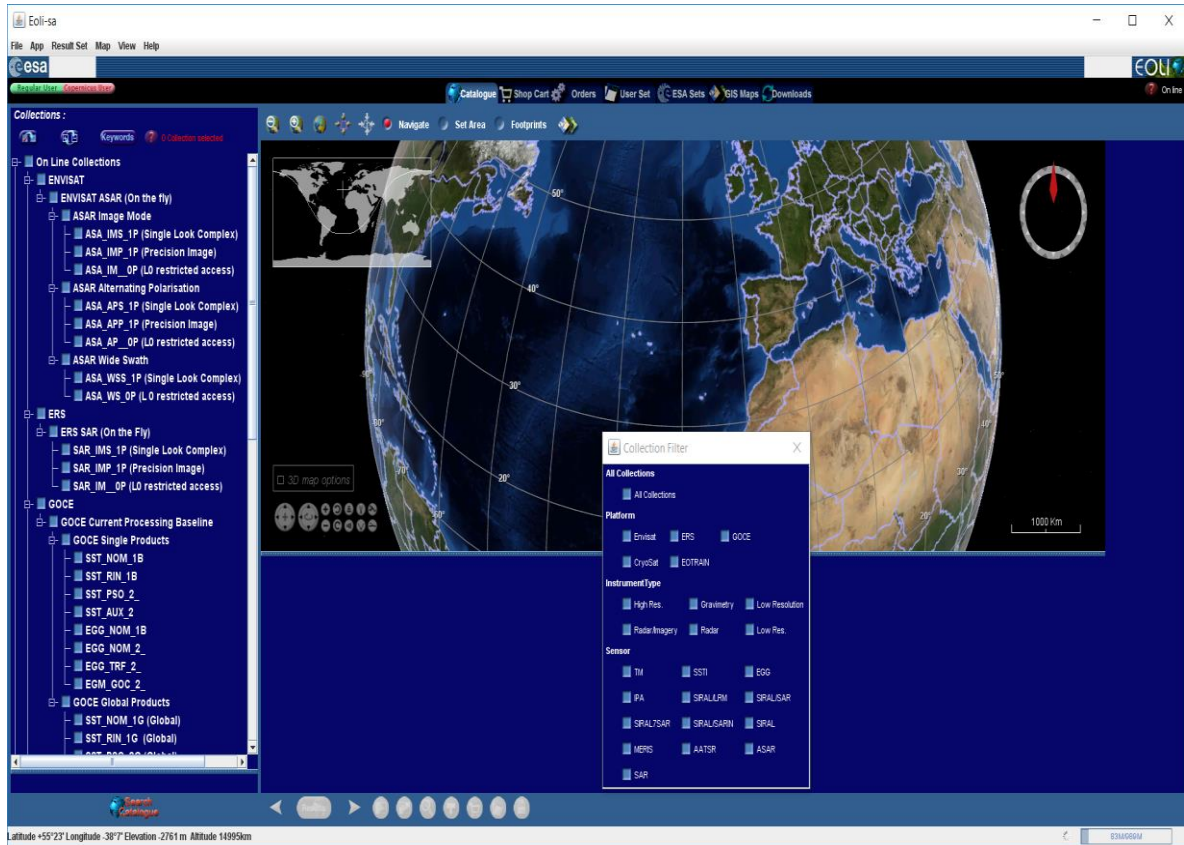 Eoli-sa
File App Result Set Map View Help
esa
EOLI
Regular User Copernicus User
Catalogue Shop Cart Orders User Set ESA Sets GIS Maps Downloads
On line
Collections :
Keywords 0 Collection selected
Navigate Set Area Footprints
On Line Collections
ENVISAT
ENVISAT ASAR (On the fly)
ASAR Image Mode
ASA_IMS_1P (Single Look Complex)
ASA_IMP_1P (Precision Image)
ASA_IM__0P (L0 restricted access)
ASAR Alternating Polarisation
ASA_APS_1P (Single Look Complex)
ASA_APP_1P (Precision Image)
ASA_AP__0P (L0 restricted access)
ASAR Wide Swath
ASA_WSS_1P (Single Look Complex)
ASA_WS_0P (L 0 restricted access)
ERS
ERS SAR (On the Fly)
SAR_IMS_1P (Single Look Complex)
SAR_IMP_1P (Precision Image)
SAR_IM__0P (L0 restricted access)
GOCE
GOCE Current Processing Baseline
GOCE Single Products
SST_NOM_1B
SST_RIN_1B
SST_PSO_2_
SST_AUX_2
EGG_NOM_1B
EGG_NOM_2_
EGG_TRF_2_
EGM_GOC_2_
GOCE Global Products
SST_NOM_1G (Global)
SST_RIN_1G (Global)
50°
40°
30°
20°
50°
40°
30°
20°
3D map options
1000 Km
Collection Filter
All Collections
All Collections
Platform
Envisat ERS GOCE
CryoSat EOTRAIN
InstrumentType
High Res. Gravimetry Low Resolution
Radar/Imagery Radar Low Res.
Sensor
TM SSTI EGG
IPA SIRAL/LRM SIRAL/SAR
SIRAL7SAR SIRAL/SARIN SIRAL
MERIS AATSR ASAR
SAR
Search
Catalogue
Latitude +55°23' Longitude -38°7' Elevation -2761 m Altitude 14995km
83M/989M